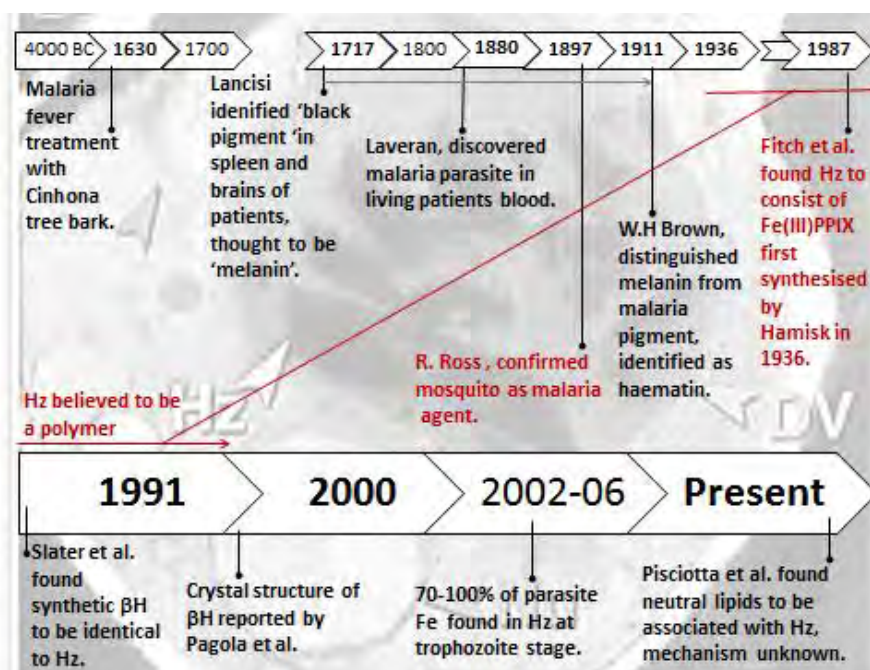 4000 BC
1630
1700
1717
1800
1880
1897
1911
1936
1987
Malaria
fever
treatment
with
Cinhona
tree bark.
Lancisi
idenified ‘black
pigment ‘in
spleen and
brains of
patients,
thought to be
‘melanin’.
Laveran, discovered
malaria parasite in
living patients blood.
R. Ross , confirmed
mosquito as malaria
agent.
W.H Brown,
distinguished
melanin from
malaria
pigment,
identified as
haematin.
Fitch et al.
found Hz to
consist of
Fe(III)PPIX
first
synthesised
by
Hamisk in
1936.
Hz believed to be
a polymer
Hz
DV
1991
2000
2002-06
Present
Slater et al.
found
synthetic βH
to be identical
to Hz.
Crystal structure of
βH reported by
Pagola et al.
70-100% of parasite
Fe found in Hz at
trophozoite stage.
Pisciotta et al. found
neutral lipids to be
associated with Hz,
mechanism unknown.